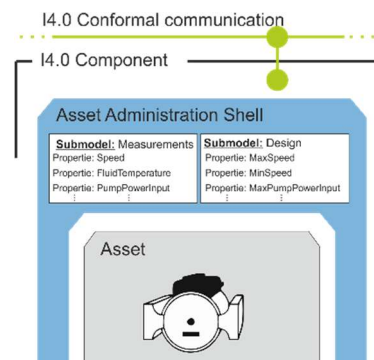 I4.0 Conformal communication
I4.0 Component
Asset Administration Shell
Submodel: Measurements
Propertie: Speed
Propertie: FluidTemperature
Propertie: PumpPowerInput
Submodel: Design
Propertie: MaxSpeed
Propertie: MinSpeed
Propertie: MaxPumpPowerInput
Asset